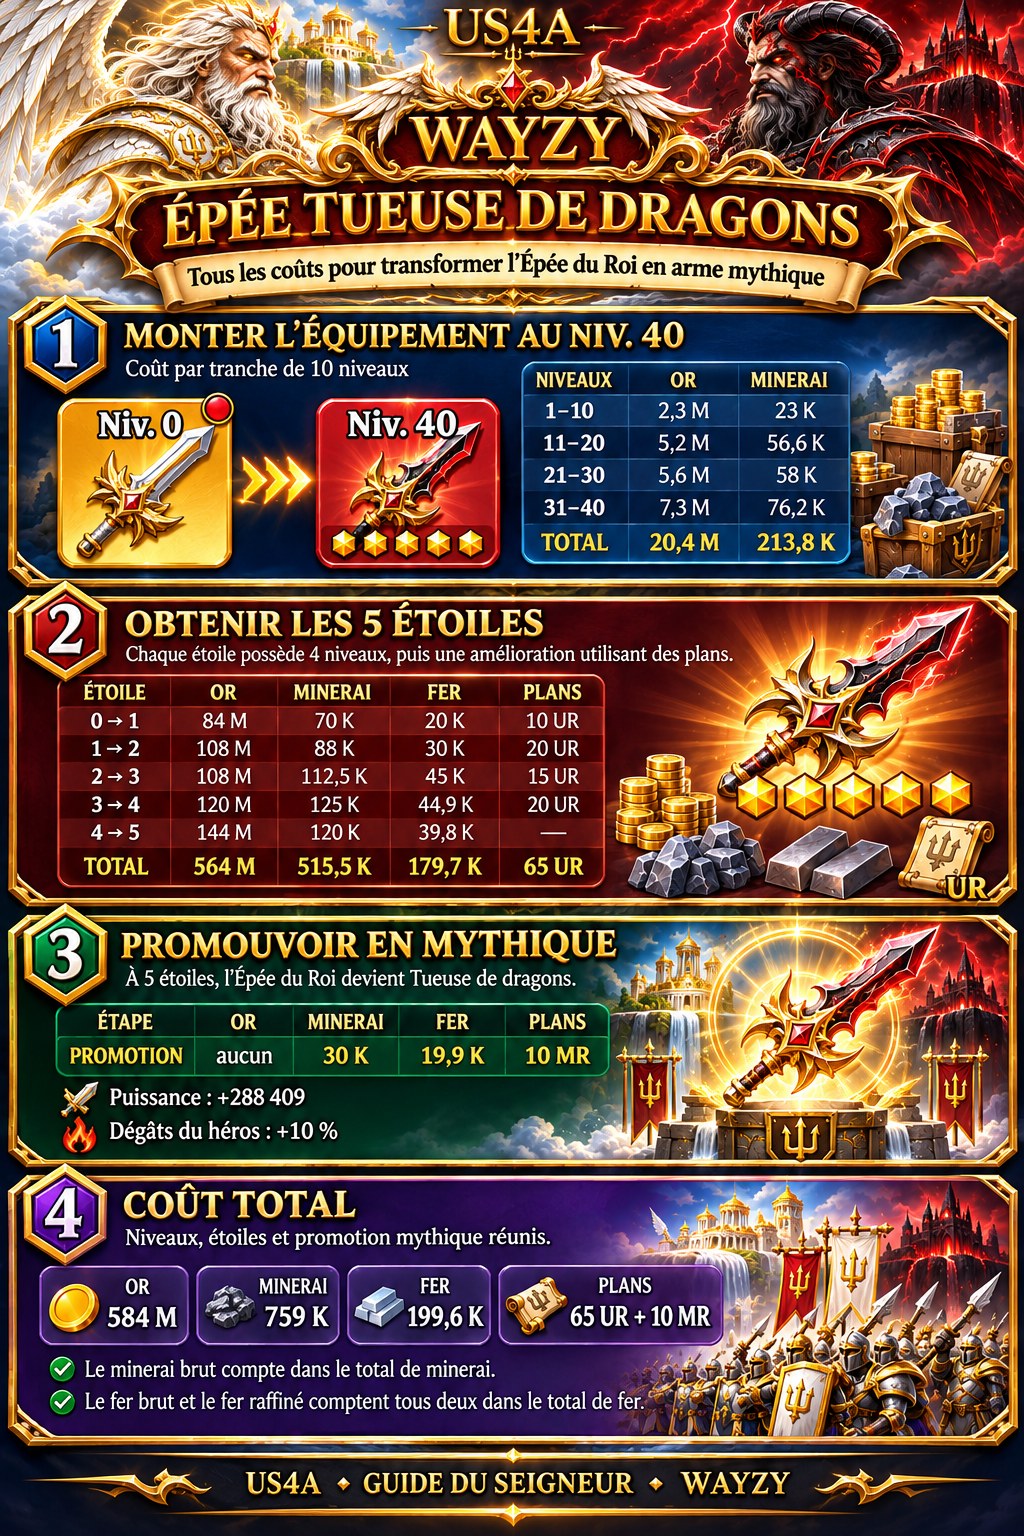 US4A
WAYZY
ÉPÉE TUEUSE DE DRAGONS
Tous les coûts pour transformer l'Épée du Roi en arme mythique
1 MONTER L'ÉQUIPEMENT AU NIV. 40
Coût par tranche de 10 niveaux
Niv. 0
Niv. 40
NIVEAUX OR MINERAI
1–10 2,3 M 23 K
11–20 5,2 M 56,6 K
21–30 5,6 M 58 K
31–40 7,3 M 76,2 K
TOTAL 20,4 M 213,8 K
2 OBTENIR LES 5 ÉTOILES
Chaque étoile possède 4 niveaux, puis une amélioration utilisant des plans.
ÉTOILE OR MINERAI FER PLANS
0 → 1 84 M 70 K 20 K 10 UR
1 → 2 108 M 88 K 30 K 20 UR
2 → 3 108 M 112,5 K 45 K 15 UR
3 → 4 120 M 125 K 44,9 K 20 UR
4 → 5 144 M 120 K 39,8 K —
TOTAL 564 M 515,5 K 179,7 K 65 UR
UR
3 PROMOUVOIR EN MYTHIQUE
À 5 étoiles, l'Épée du Roi devient Tueuse de dragons.
ÉTAPE OR MINERAI FER PLANS
PROMOTION aucun 30 K 19,9 K 10 MR
Puissance : +288 409
Dégâts du héros : +10 %
4 COÛT TOTAL
Niveaux, étoiles et promotion mythique réunis.
OR MINERAI FER PLANS
584 M 759 K 199,6 K 65 UR + 10 MR
Le minerai brut compte dans le total de minerai.
Le fer brut et le fer raffiné comptent tous deux dans le total de fer.
US4A ◆ GUIDE DU SEIGNEUR ◆ WAYZY